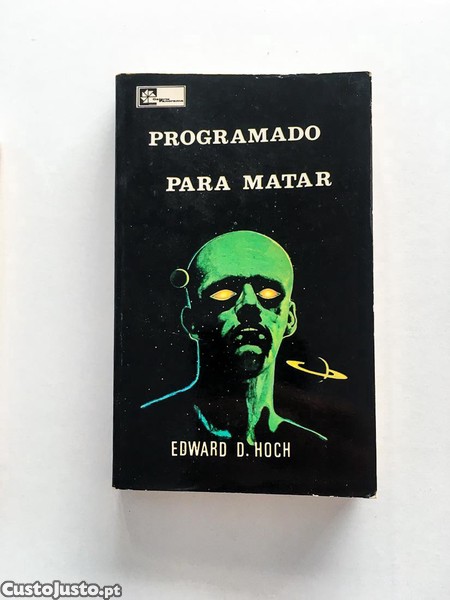 PROGRAMADO
PARA MATAR
EDWARD D. HOCH
CustoJusto.pt